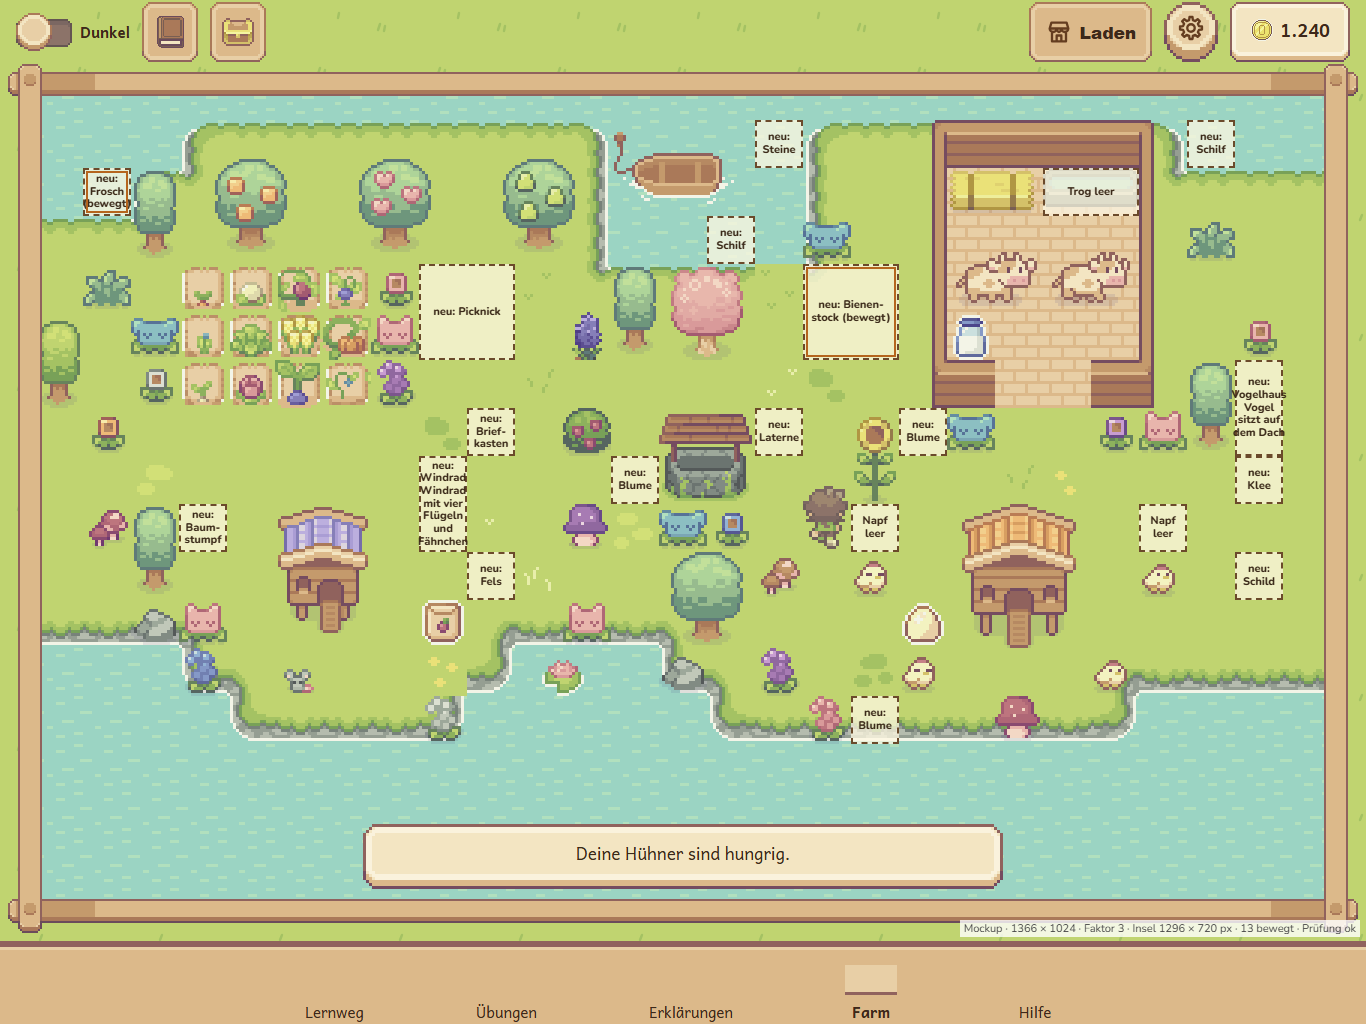 Dunkel
Laden
1.240
neu:
Steine
neu:
Schilf
neu:
Frosch
(bewegt)
Trog leer
neu:
Schilf
neu: Picknick
neu: Bienen-
stock (bewegt)
neu:
Vogelhaus
Vogel
sitzt auf
dem Dach
neu:
Brief-
kasten
neu:
Laterne
neu:
Blume
neu:
Windrad
Windrad
mit vier
Flügeln
und
Fähnchen
neu:
Blume
neu:
Klee
neu:
Baum-
stumpf
Napf
leer
Napf
leer
neu:
Fels
neu:
Schild
neu:
Blume
Deine Hühner sind hungrig.
Mockup · 1366 × 1024 · Faktor 3 · Insel 1296 × 720 px · 13 bewegt · Prüfung ok
Lernweg
Übungen
Erklärungen
Farm
Hilfe